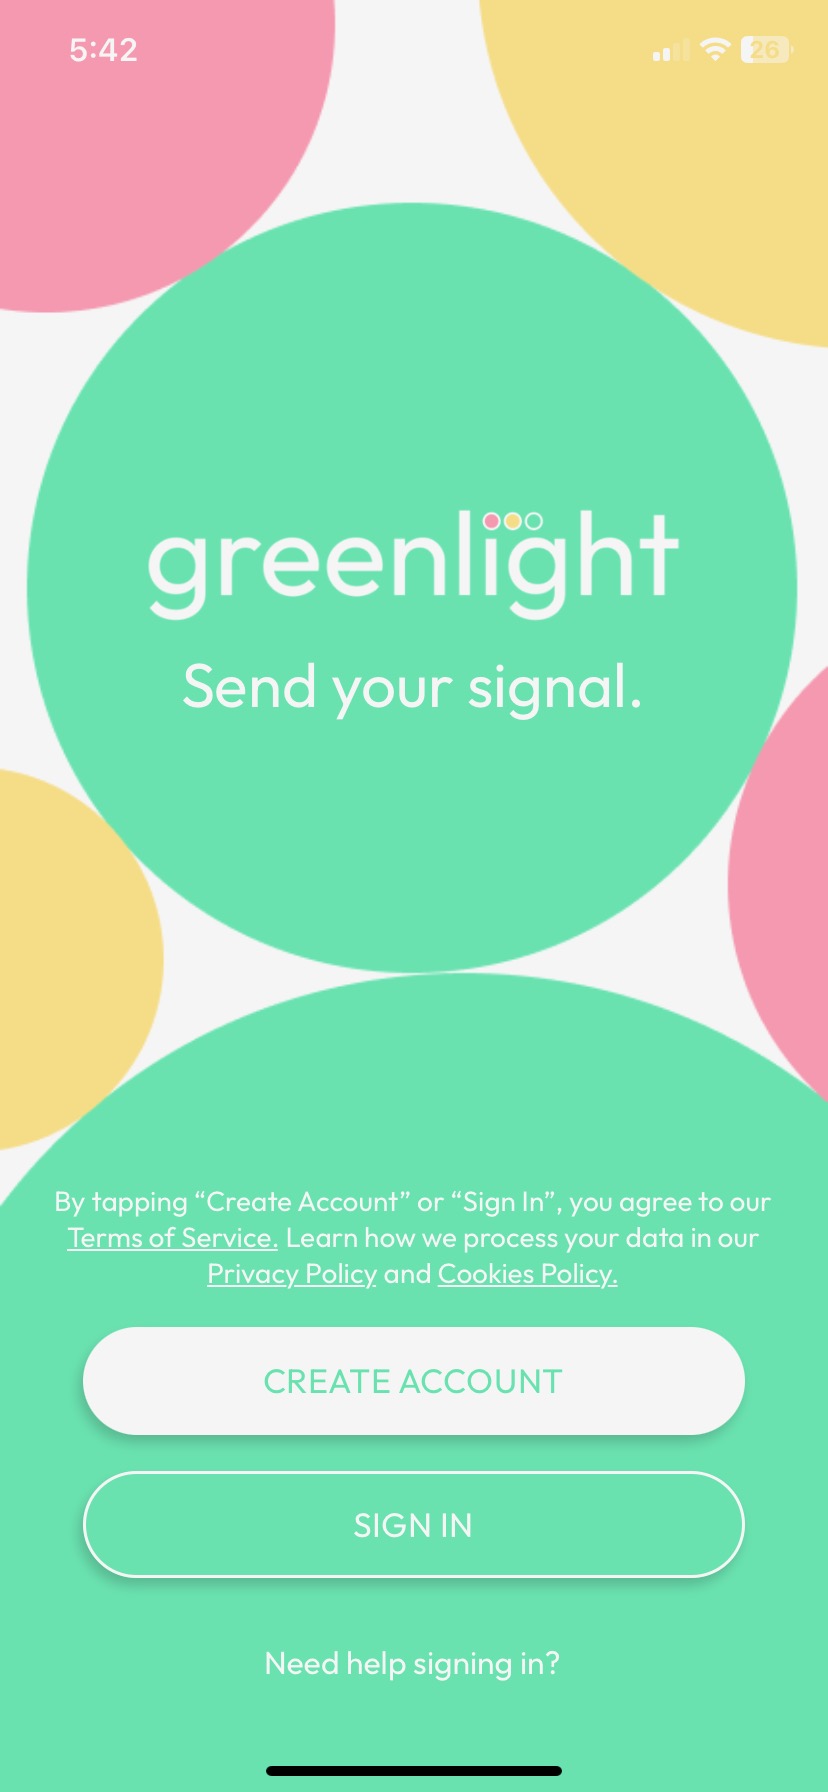 5:42
26
greenlight
Send your signal.
By tapping “Create Account” or “Sign In”, you agree to our
Terms of Service. Learn how we process your data in our
Privacy Policy and Cookies Policy.
CREATE ACCOUNT
SIGN IN
Need help signing in?